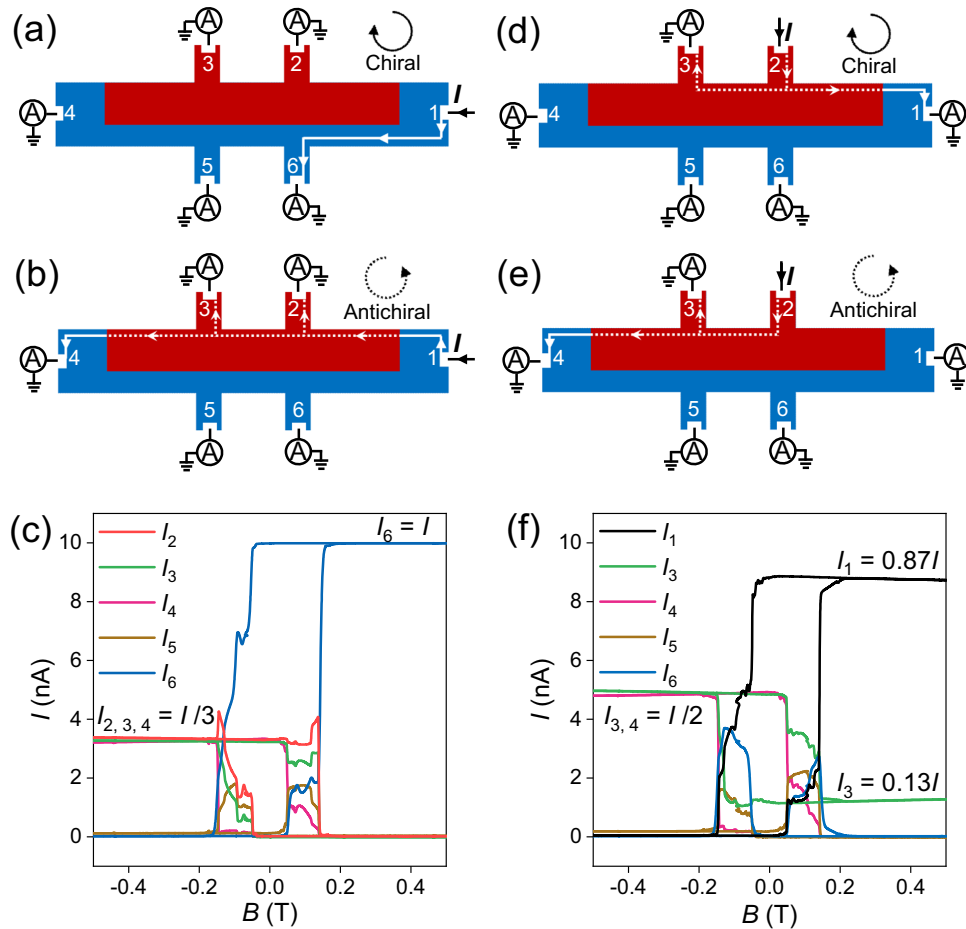 (a)
A
A
3
2
Chiral
A
4
1
I
5
6
A
A
(d)
I
A
3
2
Chiral
A
4
1
A
5
6
A
A
(b)
A
A
3
2
Antichiral
A
4
1
I
5
6
A
A
(e)
I
A
3
2
Antichiral
A
4
1
A
5
6
A
A
(c)
I2
I3
I4
I5
I6
I6 = I
I2, 3, 4 = I /3
10
8
6
4
2
0
I (nA)
-0.4
-0.2
0.0
0.2
0.4
B (T)
(f)
I1
I3
I4
I5
I6
I1 = 0.87I
I3,4 = I /2
I3 = 0.13I
10
8
6
4
2
0
I (nA)
-0.4
-0.2
0.0
0.2
0.4
B (T)